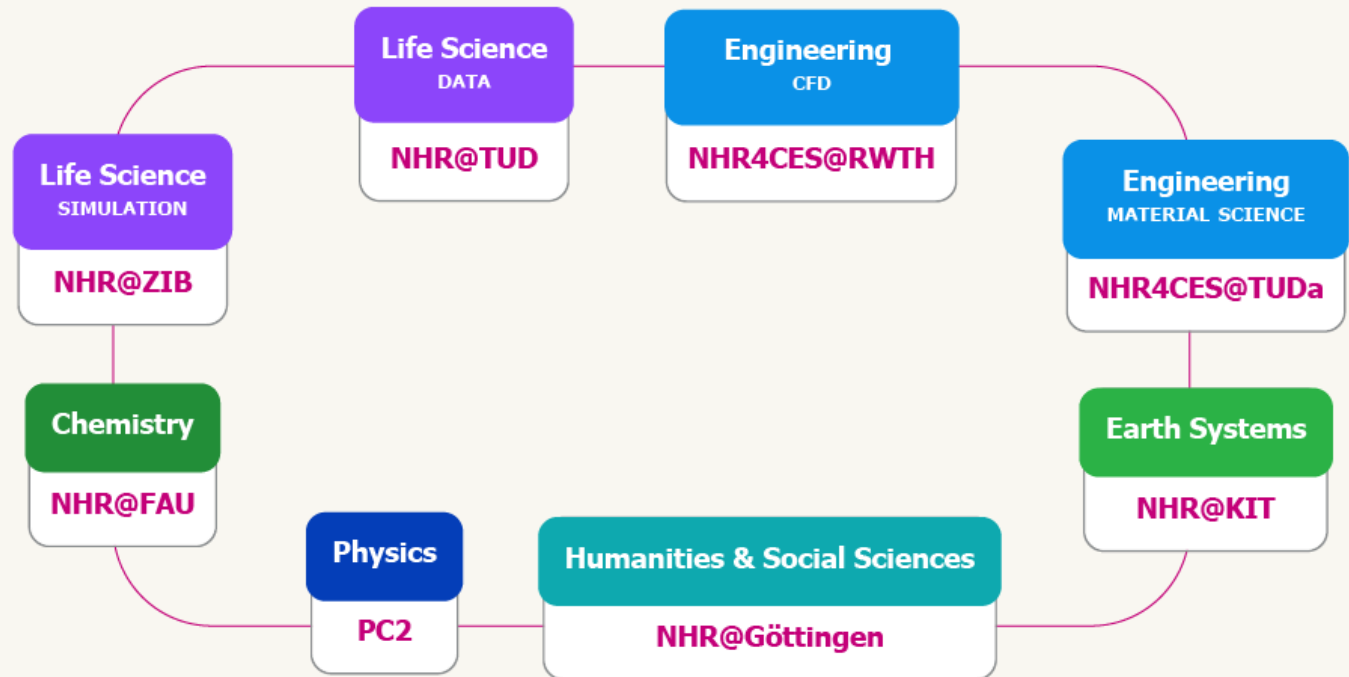 Life Science
DATA
NHR@TUD
Engineering
CFD
NHR4CES@RWTH
Life Science
SIMULATION
NHR@ZIB
Engineering
MATERIAL SCIENCE
NHR4CES@TUDa
Chemistry
NHR@FAU
Earth Systems
NHR@KIT
Physics
PC2
Humanities & Social Sciences
NHR@Göttingen